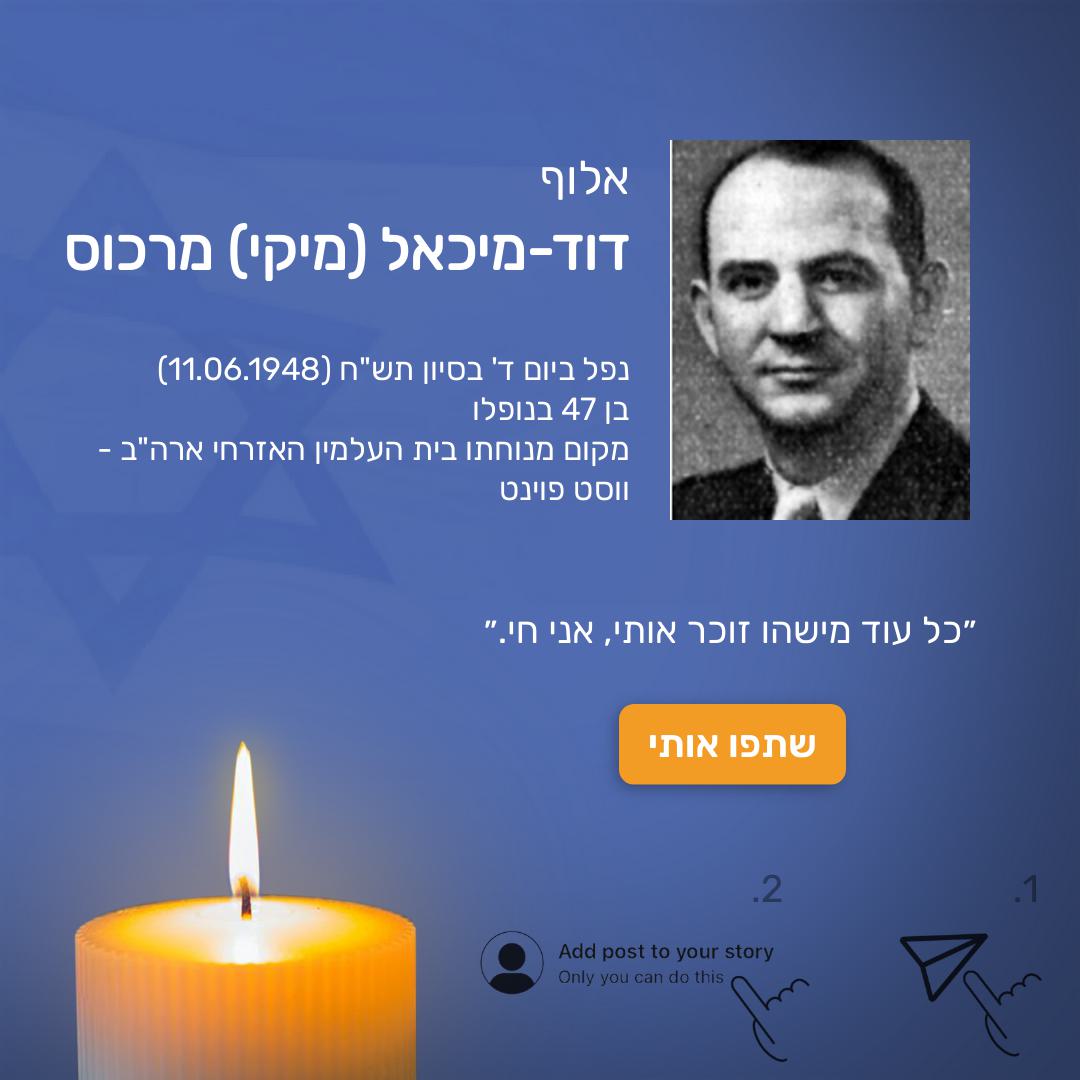 אלוף
דוד-מיכאל (מיקי) מרכוס
נפל ביום ד' בסיון תש"ח (11.06.1948)
בן 47 בנופלו
מקום מנוחתו בית העלמין האזרחי ארה"ב -
ווסט פוינט
״כל עוד מישהו זוכר אותי, אני חי.״
שתפו אותי
1.
2.
Add post to your story
Only you can do this